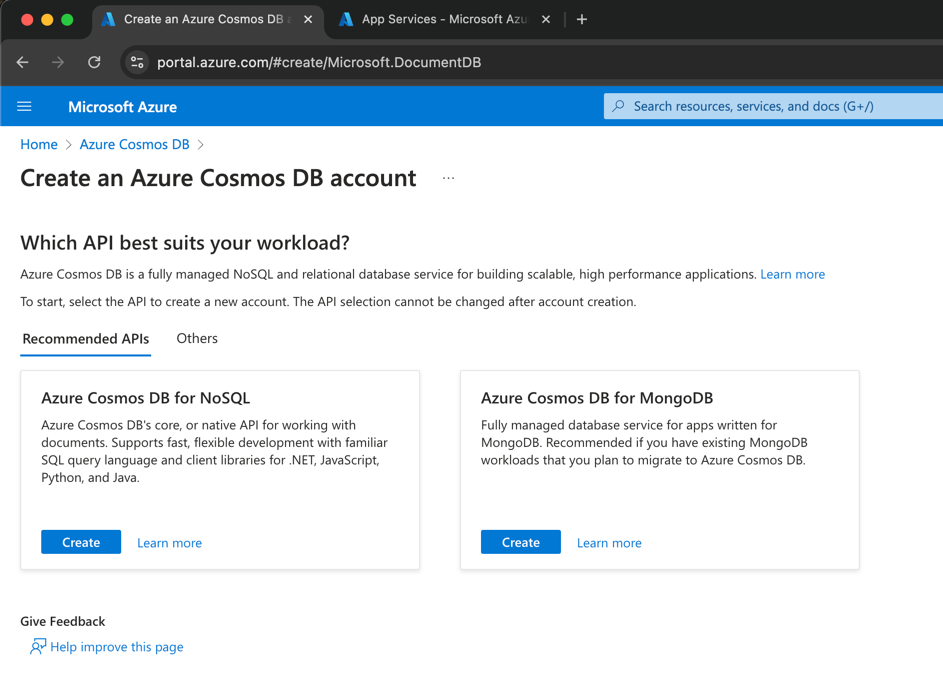 Create an Azure Cosmos DB
App Services - Microsoft Azu
portal.azure.com/#create/Microsoft.DocumentDB
Microsoft Azure
Search resources, services, and docs (G+/)
Home > Azure Cosmos DB >
Create an Azure Cosmos DB account ...
Which API best suits your workload?
Azure Cosmos DB is a fully managed NoSQL and relational database service for building scalable, high performance applications. Learn more
To start, select the API to create a new account. The API selection cannot be changed after account creation.
Recommended APIs
Others
Azure Cosmos DB for NoSQL
Azure Cosmos DB's core, or native API for working with
documents. Supports fast, flexible development with familiar
SQL query language and client libraries for .NET, JavaScript,
Python, and Java.
Create
Learn more
Azure Cosmos DB for MongoDB
Fully managed database service for apps written for
MongoDB. Recommended if you have existing MongoDB
workloads that you plan to migrate to Azure Cosmos DB.
Create
Learn more
Give Feedback
Help improve this page